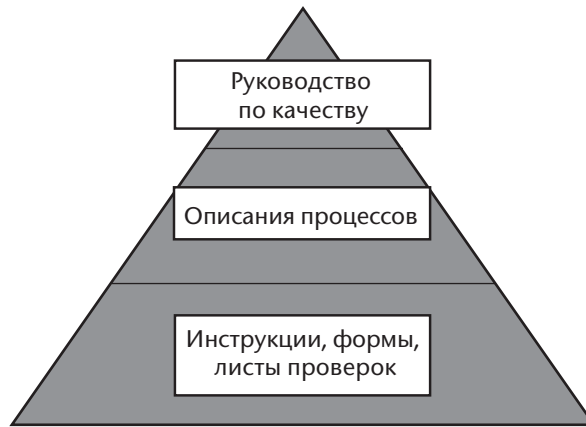 Руководство
по качеству
Описания процессов
Инструкции, формы,
листы проверок